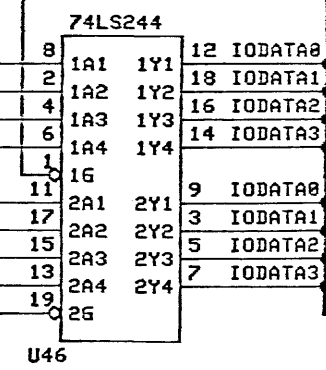 74LS244
8 1A1 1Y1 12 IODATA0
2 1A2 1Y2 18 IODATA1
4 1A3 1Y3 16 IODATA2
6 1A4 1Y4 14 IODATA3
1 1G
11 2A1 2Y1 9 IODATA0
17 2A2 2Y2 3 IODATA1
15 2A3 2Y3 5 IODATA2
13 2A4 2Y4 7 IODATA3
19 2G
U46